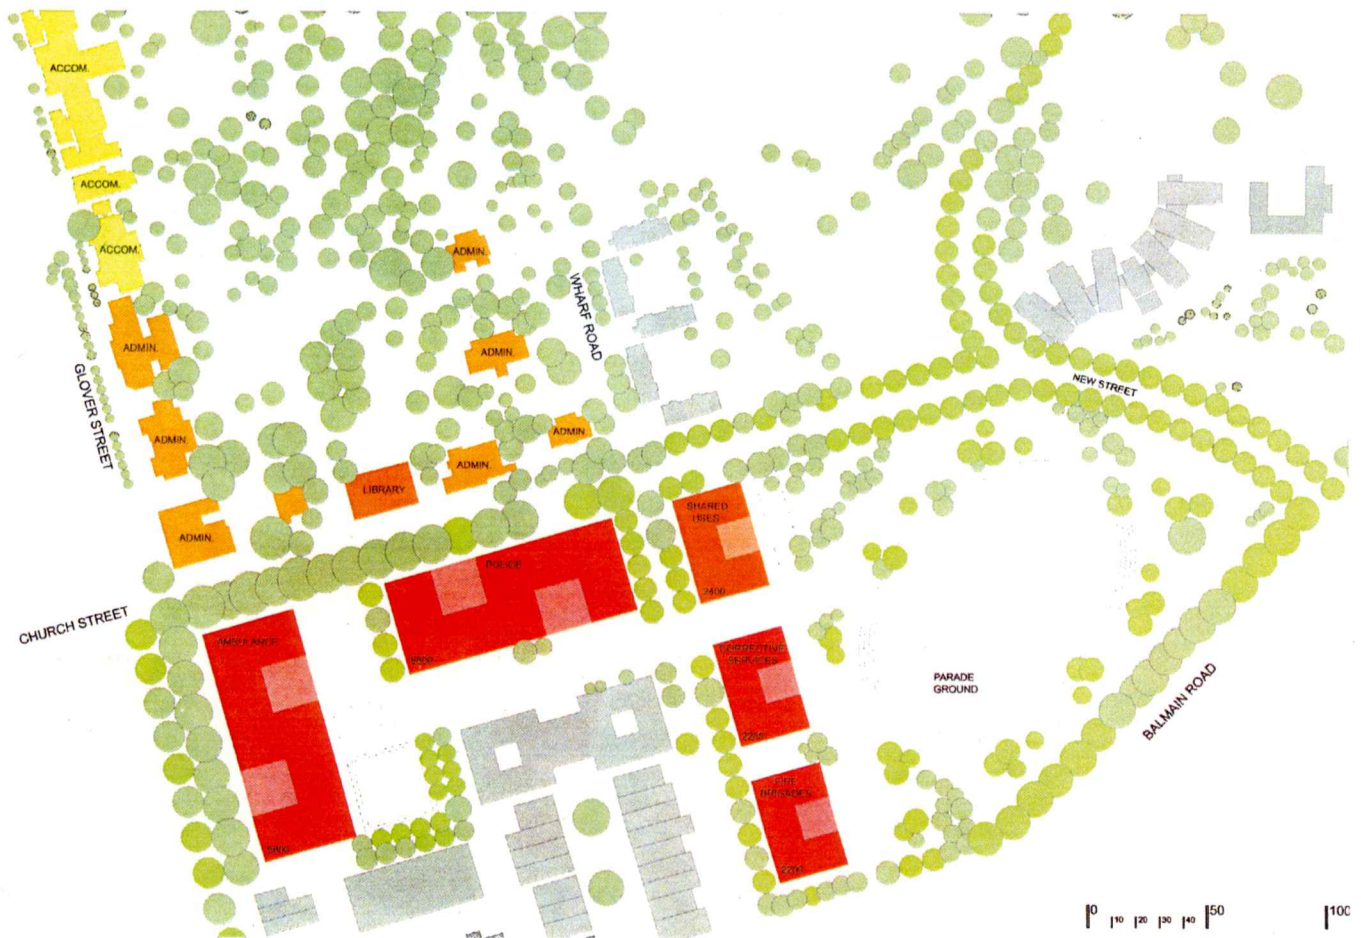 ACCOM.
ACCOM.
ACCOM.
ADMIN.
ADMIN.
ADMIN.
WHARF ROAD
ADMIN.
GLOVER STREET
NEW STREET
ADMIN.
ADMIN.
LIBRARY
ADMIN.
SHARED
USES
POLICE
2400
CHURCH STREET
AMBULANCE
CORRECTIVE
SERVICES
PARADE
GROUND
BALMAIN ROAD
2200
FIRE
BRIGADES
2200
0 10 20 30 40 50 100